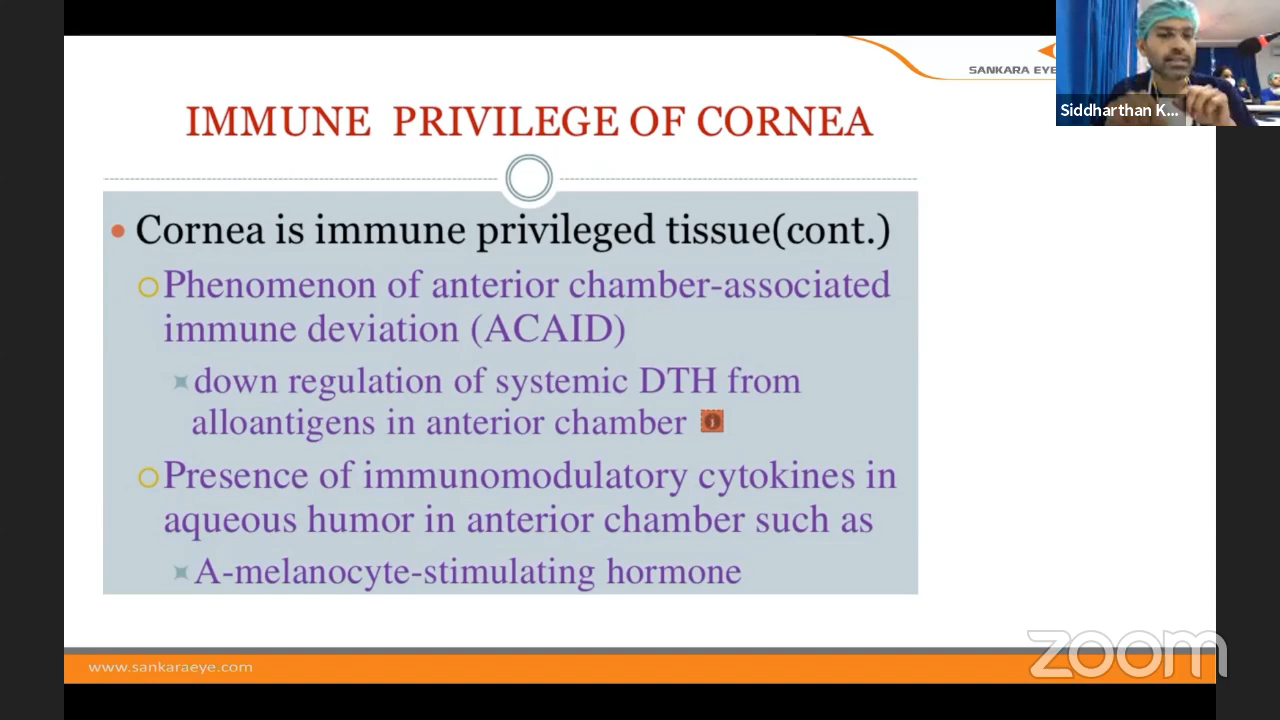 SANKARA EYE
IMMUNE PRIVILEGE OF CORNEA
Siddharthan K...
• Cornea is immune privileged tissue(cont.)
Phenomenon of anterior chamber-associated
immune deviation (ACAID)
down regulation of systemic DTH from
alloantigens in anterior chamber
Presence of immunomodulatory cytokines in
aqueous humor in anterior chamber such as
A-melanocyte-stimulating hormone
www.sankaraeye.com
zoom